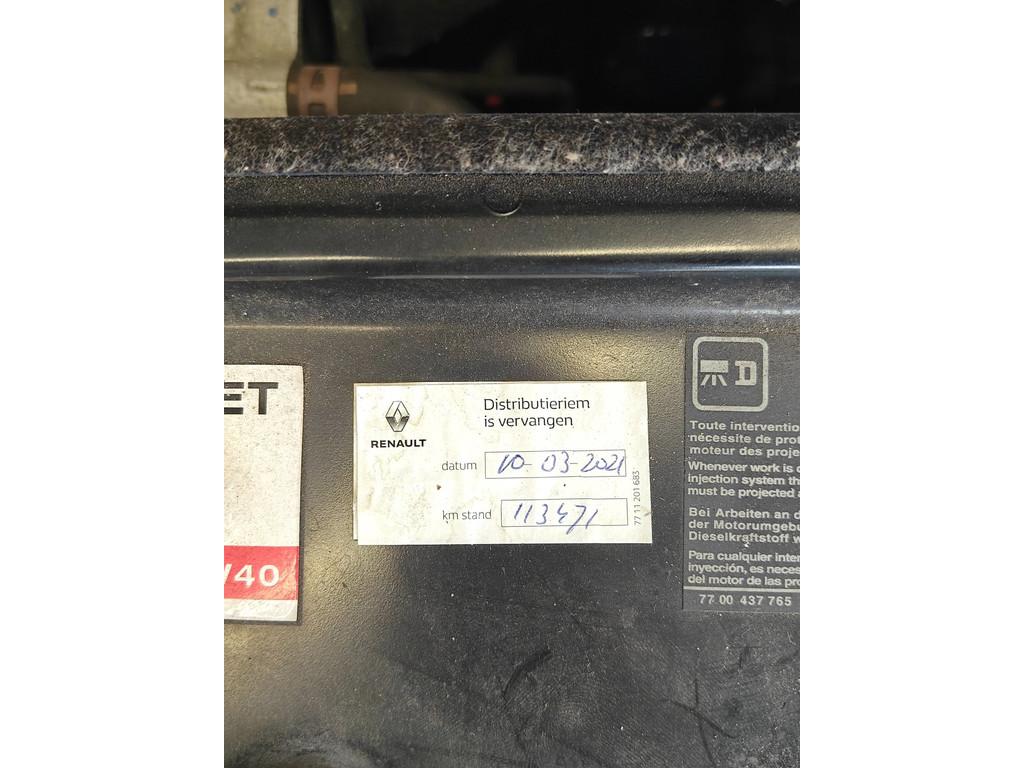 ET
/40
RENAULT
Distributieriem
is vervangen
datum 10-03-2021
km stand 113471
77 11 201 683
D
Toute interventio
nécessite de prot
moteur des proje
Whenever work is c
injection system th
must be projected a
Bei Arbeiten an d
der Motorumgebu
Dieselkraftstoff w
Para cualquier inter
inyección, es neces
del motor de las pro
77 00 437 765